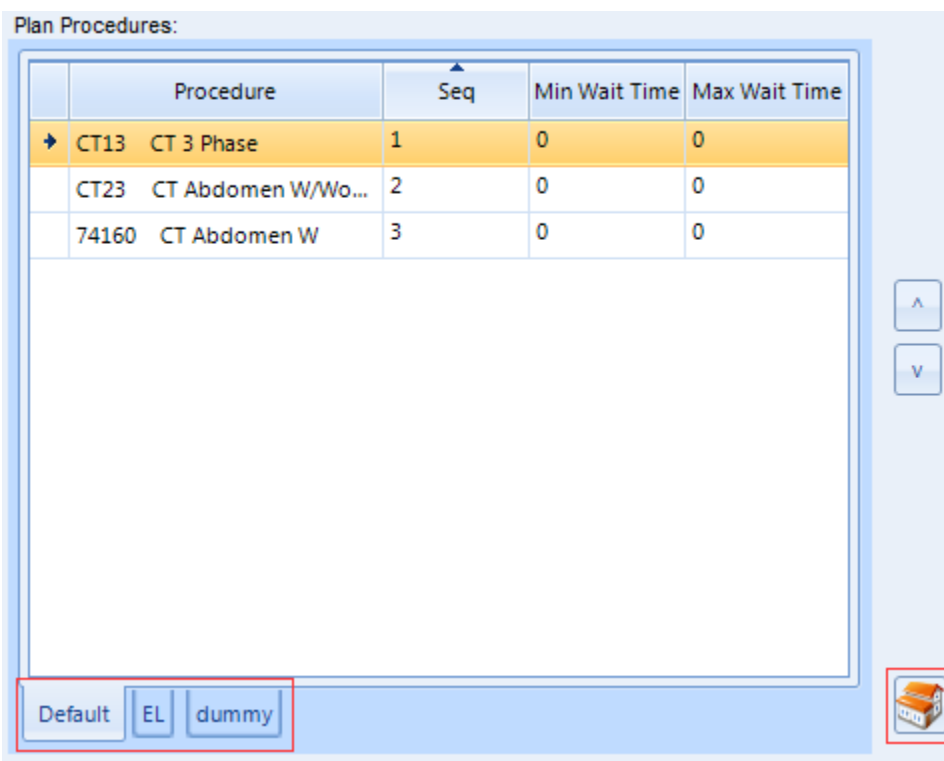 Plan Procedures:
Procedure Seq Min Wait Time Max Wait Time
CT13 CT 3 Phase 1 0 0
CT23 CT Abdomen W/Wo... 2 0 0
74160 CT Abdomen W 3 0 0
^
v
Default EL dummy